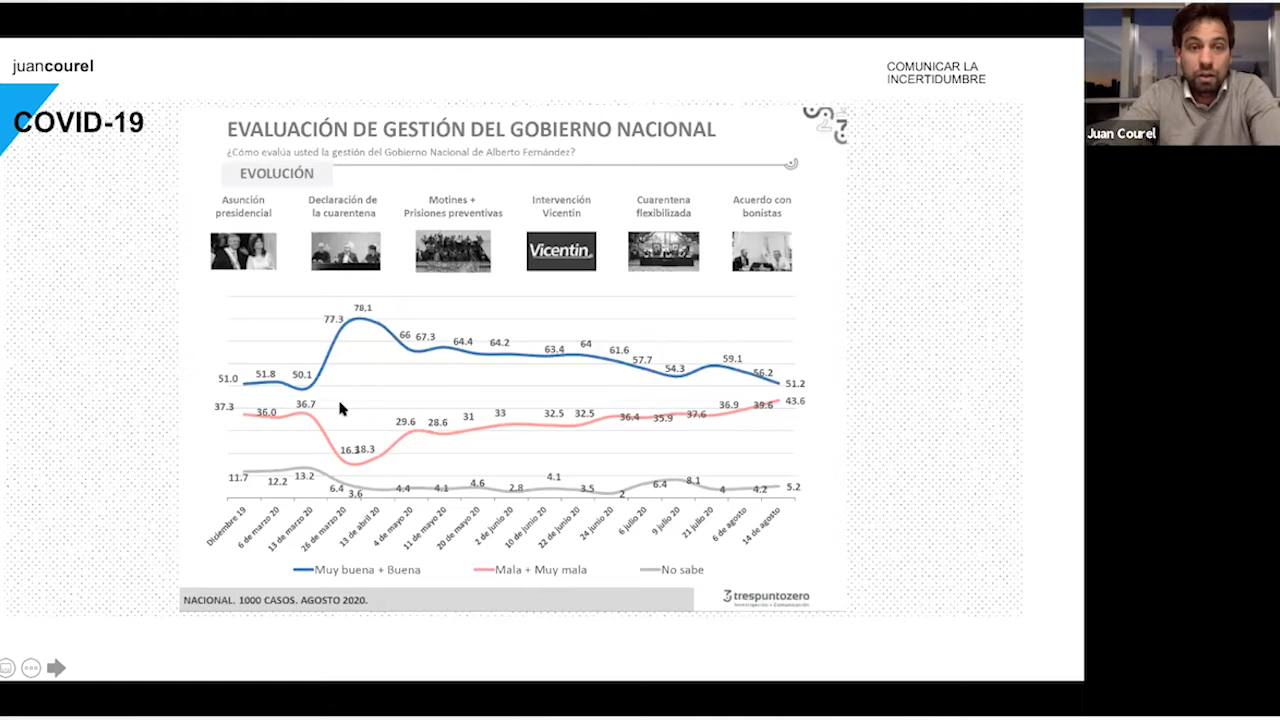 juancourel
COMUNICAR LA
INCERTIDUMBRE
COVID-19
EVALUACIÓN DE GESTIÓN DEL GOBIERNO NACIONAL
¿Cómo evalúa usted la gestión del Gobierno Nacional de Alberto Fernández?
EVOLUCIÓN
Asunción
presidencial
Declaración de
la cuarentena
Motines +
Prisiones preventivas
Intervención
Vicentin
Cuarentena
flexibilizada
Acuerdo con
bonistas
Vicentin
51.0 51.8 50.1 77.3 78,1 66 67.3 64.4 64.2 63.4 64 61.6 57.7 54.3 59.1 56.2 51.2
37.3 36.0 36.7 16.3 18.3 29.6 28.6 31 33 32.5 32.5 36.4 35.9 37.6 36.9 39.6 43.6
11.7 12.2 13.2 6.4 3.6 4.4 4.1 4.6 2.8 4.1 3.5 2 6.4 8.1 4 4.2 5.2
Diciembre 19
6 de marzo 20
13 de marzo 20
26 de marzo 20
13 de abril 20
4 de mayo 20
11 de mayo 20
20 de mayo 20
2 de junio 20
10 de junio 20
22 de junio 20
24 junio 20
6 julio 20
9 julio 20
21 julio 20
6 de agosto
14 de agosto
Muy buena + Buena
Mala + Muy mala
No sabe
NACIONAL. 1000 CASOS. AGOSTO 2020.
trespuntozero
Investigación + Comunicación
Juan Courel